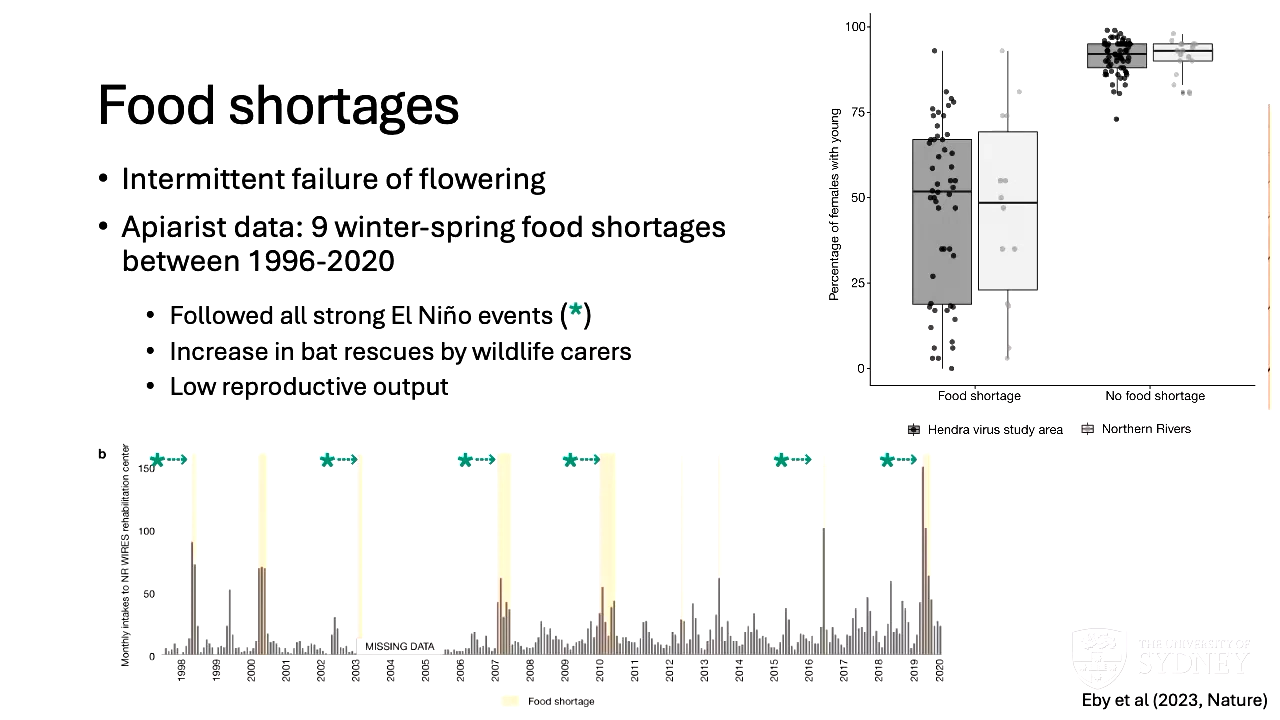 Food shortages
• Intermittent failure of flowering
• Apiarist data: 9 winter-spring food shortages
between 1996-2020
• Followed all strong El Niño events (*)
• Increase in bat rescues by wildlife carers
• Low reproductive output
100
75
50
25
0
Percentage of females with young
Food shortage
No food shortage
Hendra virus study area
Northern Rivers
b
Monthly intakes to NR WIRES rehabilitation center
150
100
50
0
MISSING DATA
1998 1999 2000 2001 2002 2003 2004 2005 2006 2007 2008 2009 2010 2011 2012 2013 2014 2015 2016 2017 2018 2019 2020
Food shortage
THE UNIVERSITY OF
SYDNEY
Eby et al (2023, Nature)